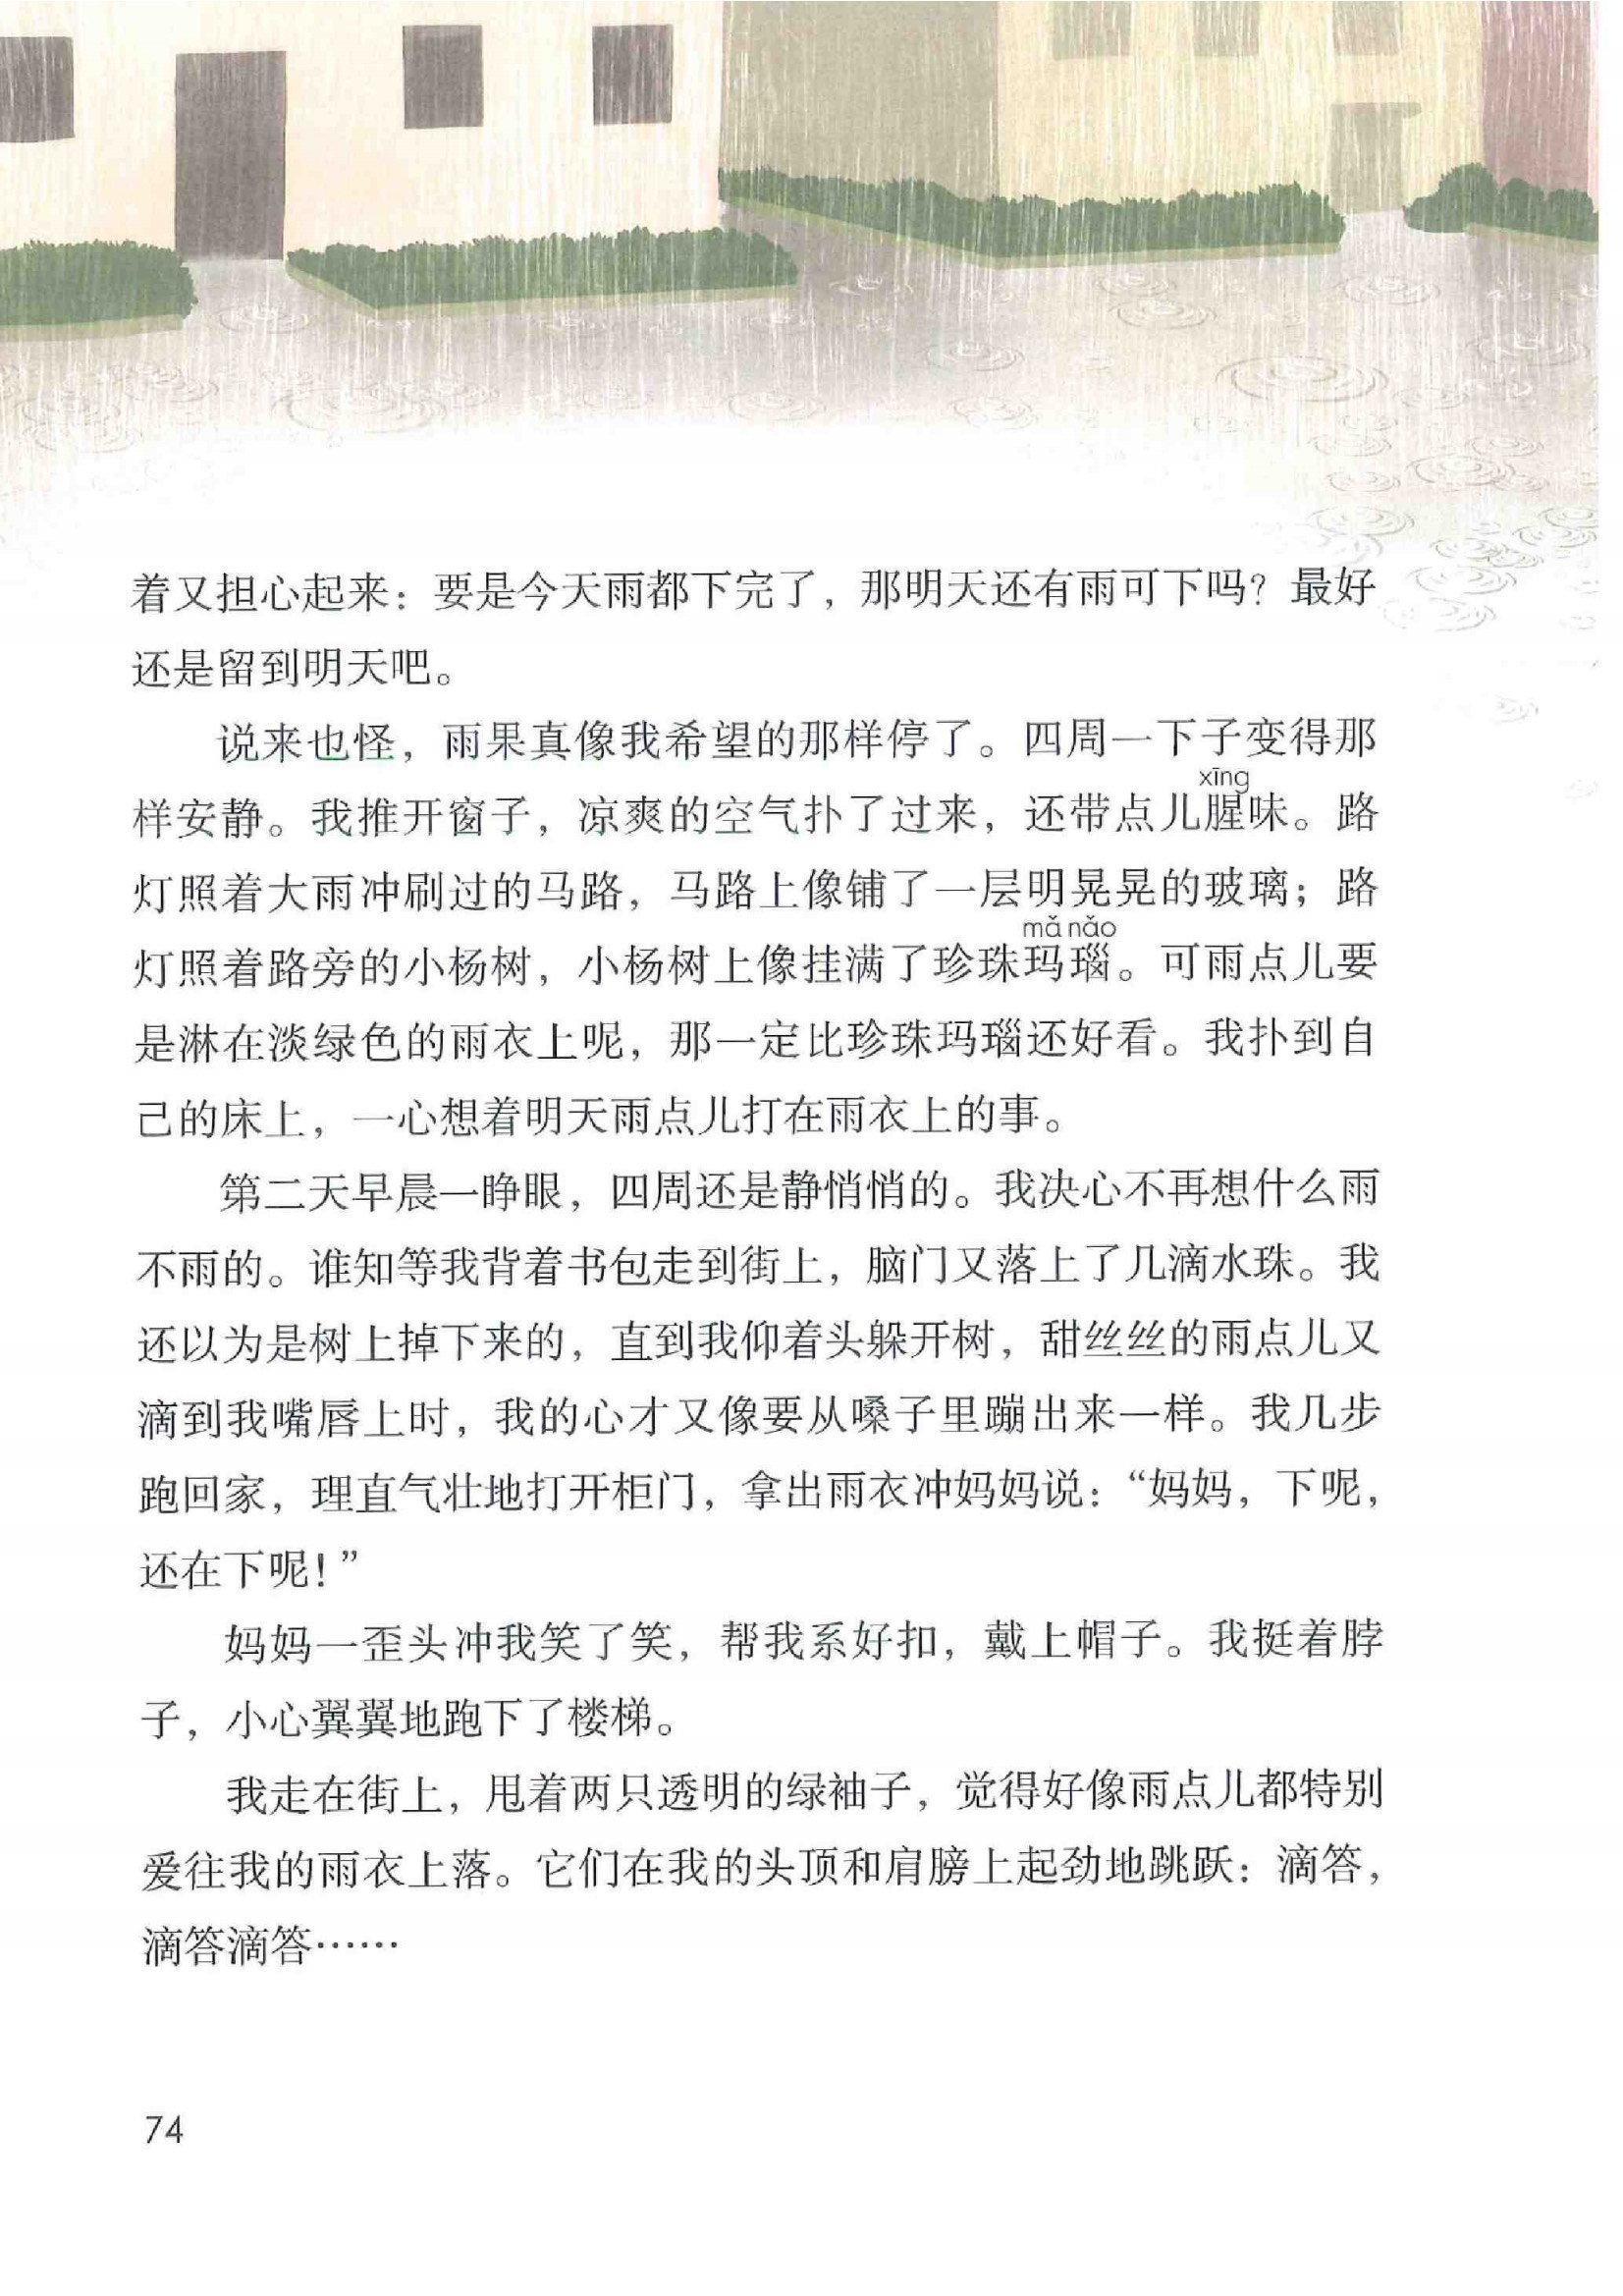 着又担心起来：要是今天雨都下完了，那明天还有雨可下吗？最好
还是留到明天吧。
说来也怪，雨果真像我希望的那样停了。四周一下子变得那
xīng
样安静。我推开窗子，凉爽的空气扑了过来，还带点儿腥味。路
灯照着大雨冲刷过的马路，马路上像铺了一层明晃晃的玻璃；路
mǎ nǎo
灯照着路旁的小杨树，小杨树上像挂满了珍珠玛瑙。可雨点儿要
是淋在淡绿色的雨衣上呢，那一定比珍珠玛瑙还好看。我扑到自
己的床上，一心想着明天雨点儿打在雨衣上的事。
第二天早晨一睁眼，四周还是静悄悄的。我决心不再想什么雨
不雨的。谁知等我背着书包走到街上，脑门又落上了几滴水珠。我
还以为是树上掉下来的，直到我仰着头躲开树，甜丝丝的雨点儿又
滴到我嘴唇上时，我的心才又像要从嗓子里蹦出来一样。我几步
跑回家，理直气壮地打开柜门，拿出雨衣冲妈妈说：“妈妈，下呢，
还在下呢！”
妈妈一歪头冲我笑了笑，帮我系好扣，戴上帽子。我挺着脖
子，小心翼翼地跑下了楼梯。
我走在街上，甩着两只透明的绿袖子，觉得好像雨点儿都特别
爱往我的雨衣上落。它们在我的头顶和肩膀上起劲地跳跃：滴答，
滴答滴答……
74